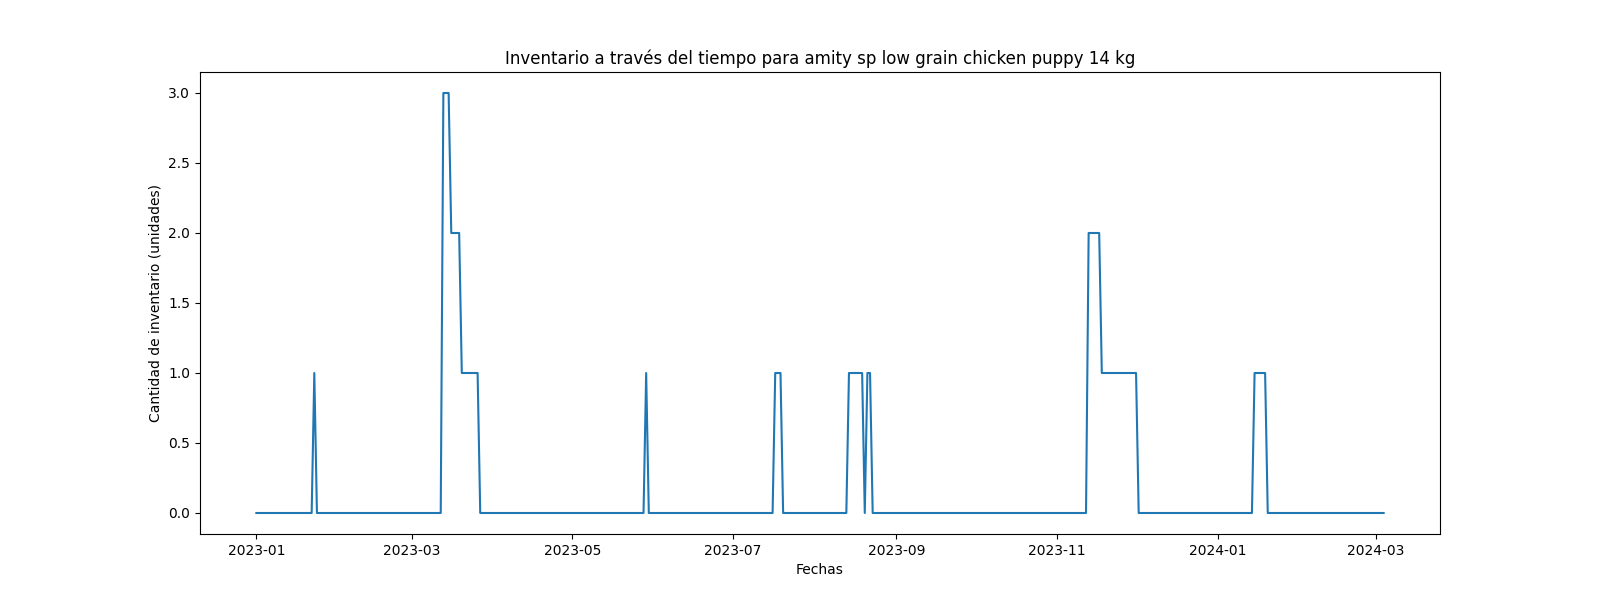 Inventario a través del tiempo para amity sp low grain chicken puppy 14 kg
Cantidad de inventario (unidades)
3.0
2.5
2.0
1.5
1.0
0.5
0.0
2023-01 2023-03 2023-05 2023-07 2023-09 2023-11 2024-01 2024-03
Fechas